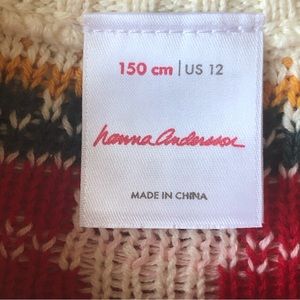 150 cm | US 12
hanna andersson
MADE IN CHINA